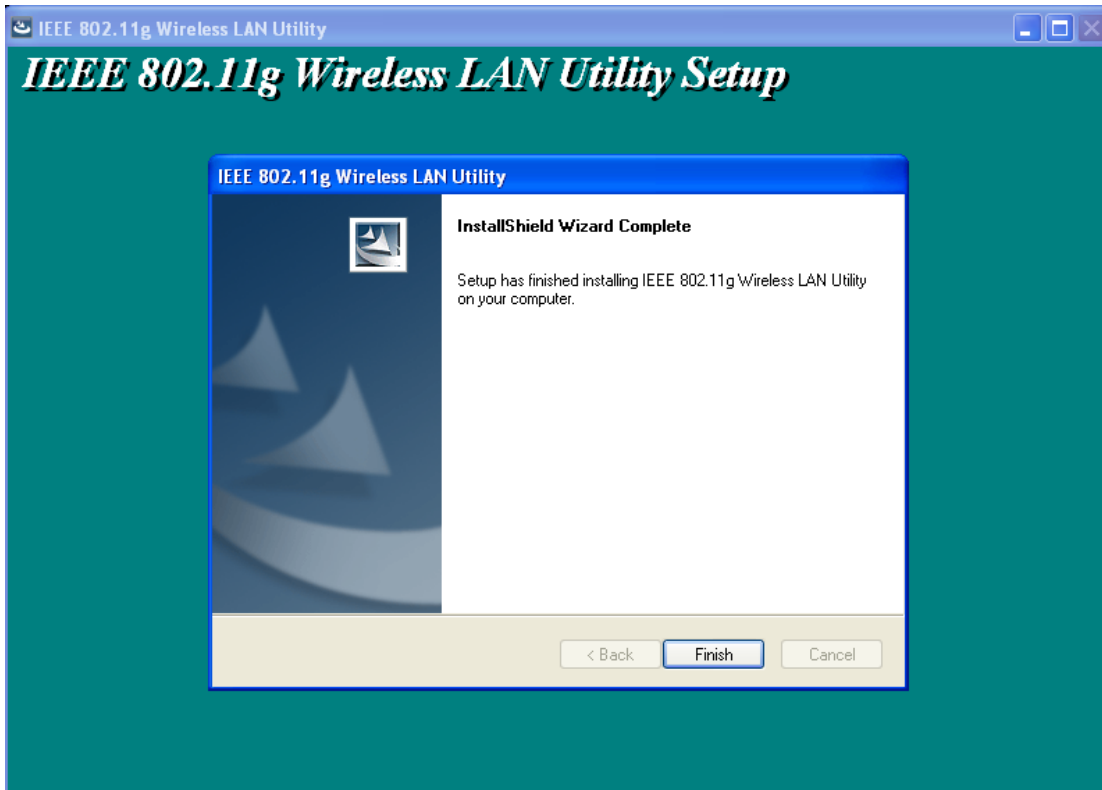 IEEE 802.11g Wireless LAN Utility
IEEE 802.11g Wireless LAN Utility Setup
IEEE 802.11g Wireless LAN Utility
InstallShield Wizard Complete
Setup has finished installing IEEE 802.11g Wireless LAN Utility
on your computer.
< Back Finish Cancel